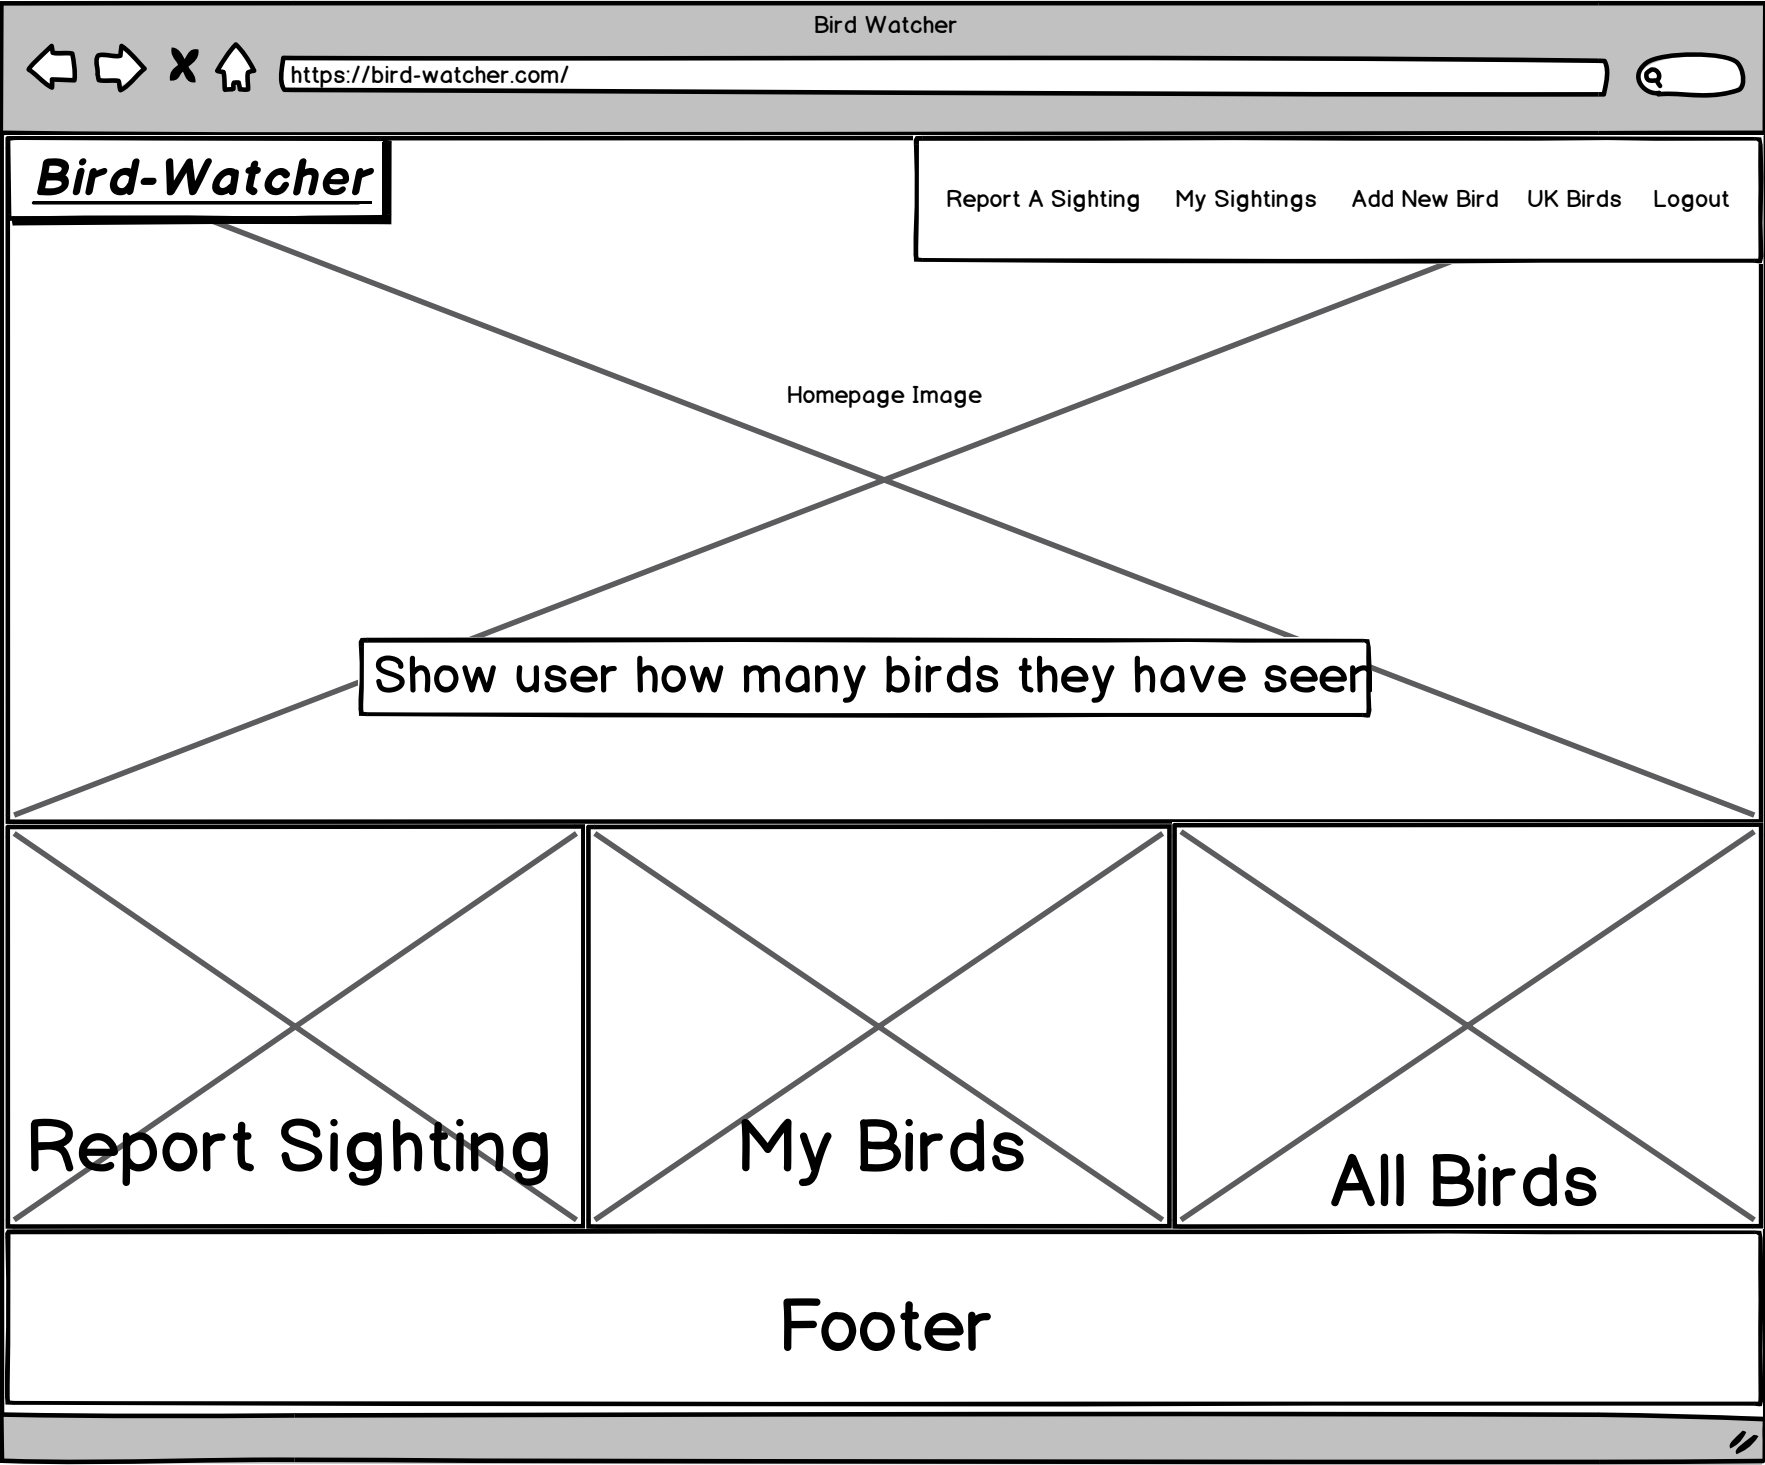 Bird Watcher
https://bird-watcher.com/
Bird-Watcher
Report A Sighting My Sightings Add New Bird UK Birds Logout
Homepage Image
Show user how many birds they have seen
Report Sighting
My Birds
All Birds
Footer